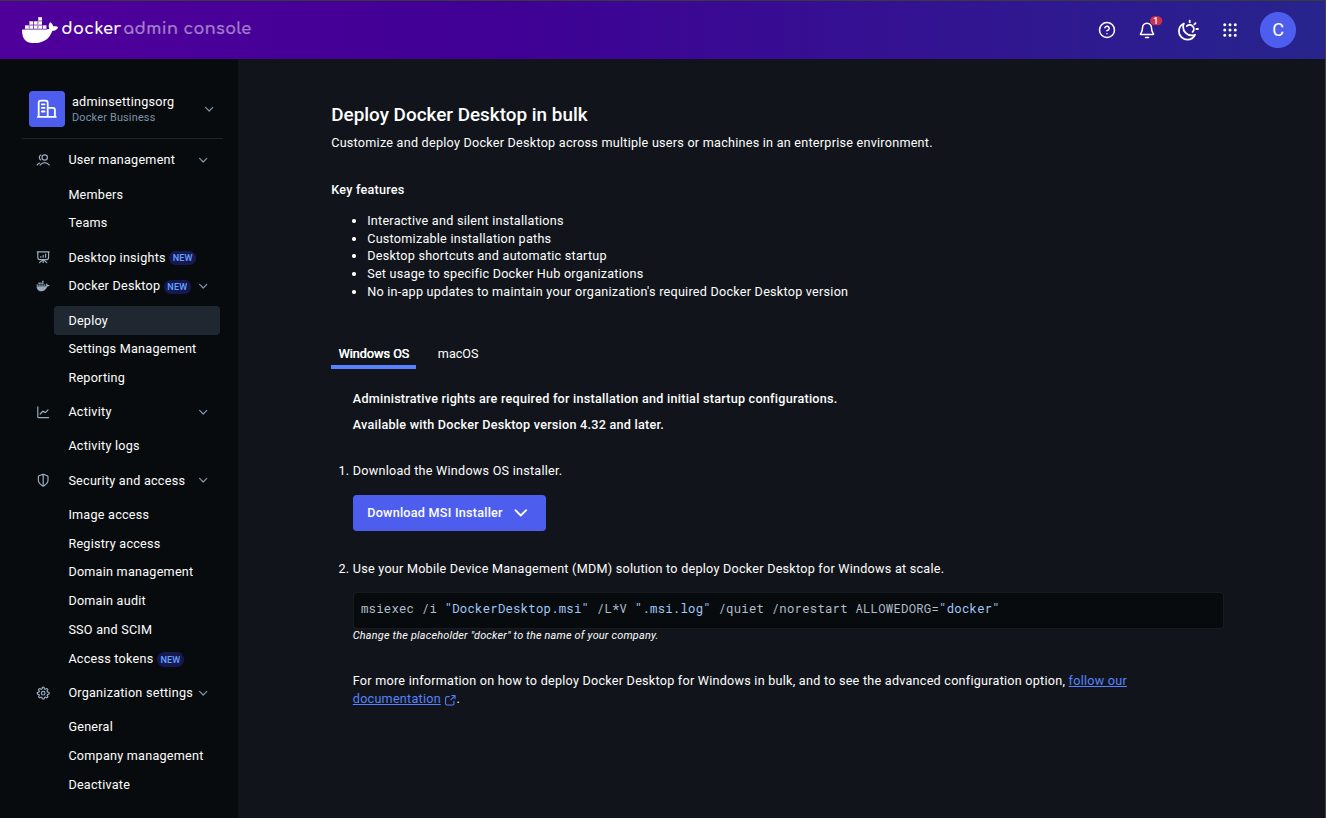 docker admin console
1
C
adminsettingsorg
Docker Business
User management
Members
Teams
Desktop insights NEW
Docker Desktop NEW
Deploy
Settings Management
Reporting
Activity
Activity logs
Security and access
Image access
Registry access
Domain management
Domain audit
SSO and SCIM
Access tokens NEW
Organization settings
General
Company management
Deactivate
Deploy Docker Desktop in bulk
Customize and deploy Docker Desktop across multiple users or machines in an enterprise environment.
Key features
• Interactive and silent installations
• Customizable installation paths
• Desktop shortcuts and automatic startup
• Set usage to specific Docker Hub organizations
• No in-app updates to maintain your organization's required Docker Desktop version
Windows OS macOS
Administrative rights are required for installation and initial startup configurations.
Available with Docker Desktop version 4.32 and later.
1. Download the Windows OS installer.
Download MSI Installer
2. Use your Mobile Device Management (MDM) solution to deploy Docker Desktop for Windows at scale.
msiexec /i "DockerDesktop.msi" /L*V ".msi.log" /quiet /norestart ALLOWEDORG="docker"
Change the placeholder "docker" to the name of your company.
For more information on how to deploy Docker Desktop for Windows in bulk, and to see the advanced configuration option, follow our
documentation.